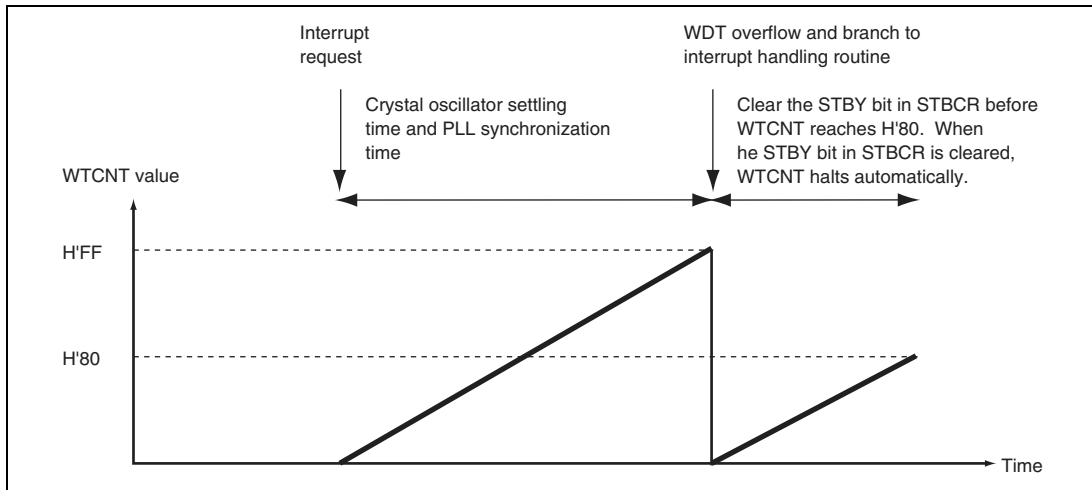 Interrupt
request
WDT overflow and branch to
interrupt handling routine
Crystal oscillator settling
time and PLL synchronization
time
Clear the STBY bit in STBCR before
WTCNT reaches H'80. When
he STBY bit in STBCR is cleared,
WTCNT halts automatically.
WTCNT value
H'FF
H'80
Time